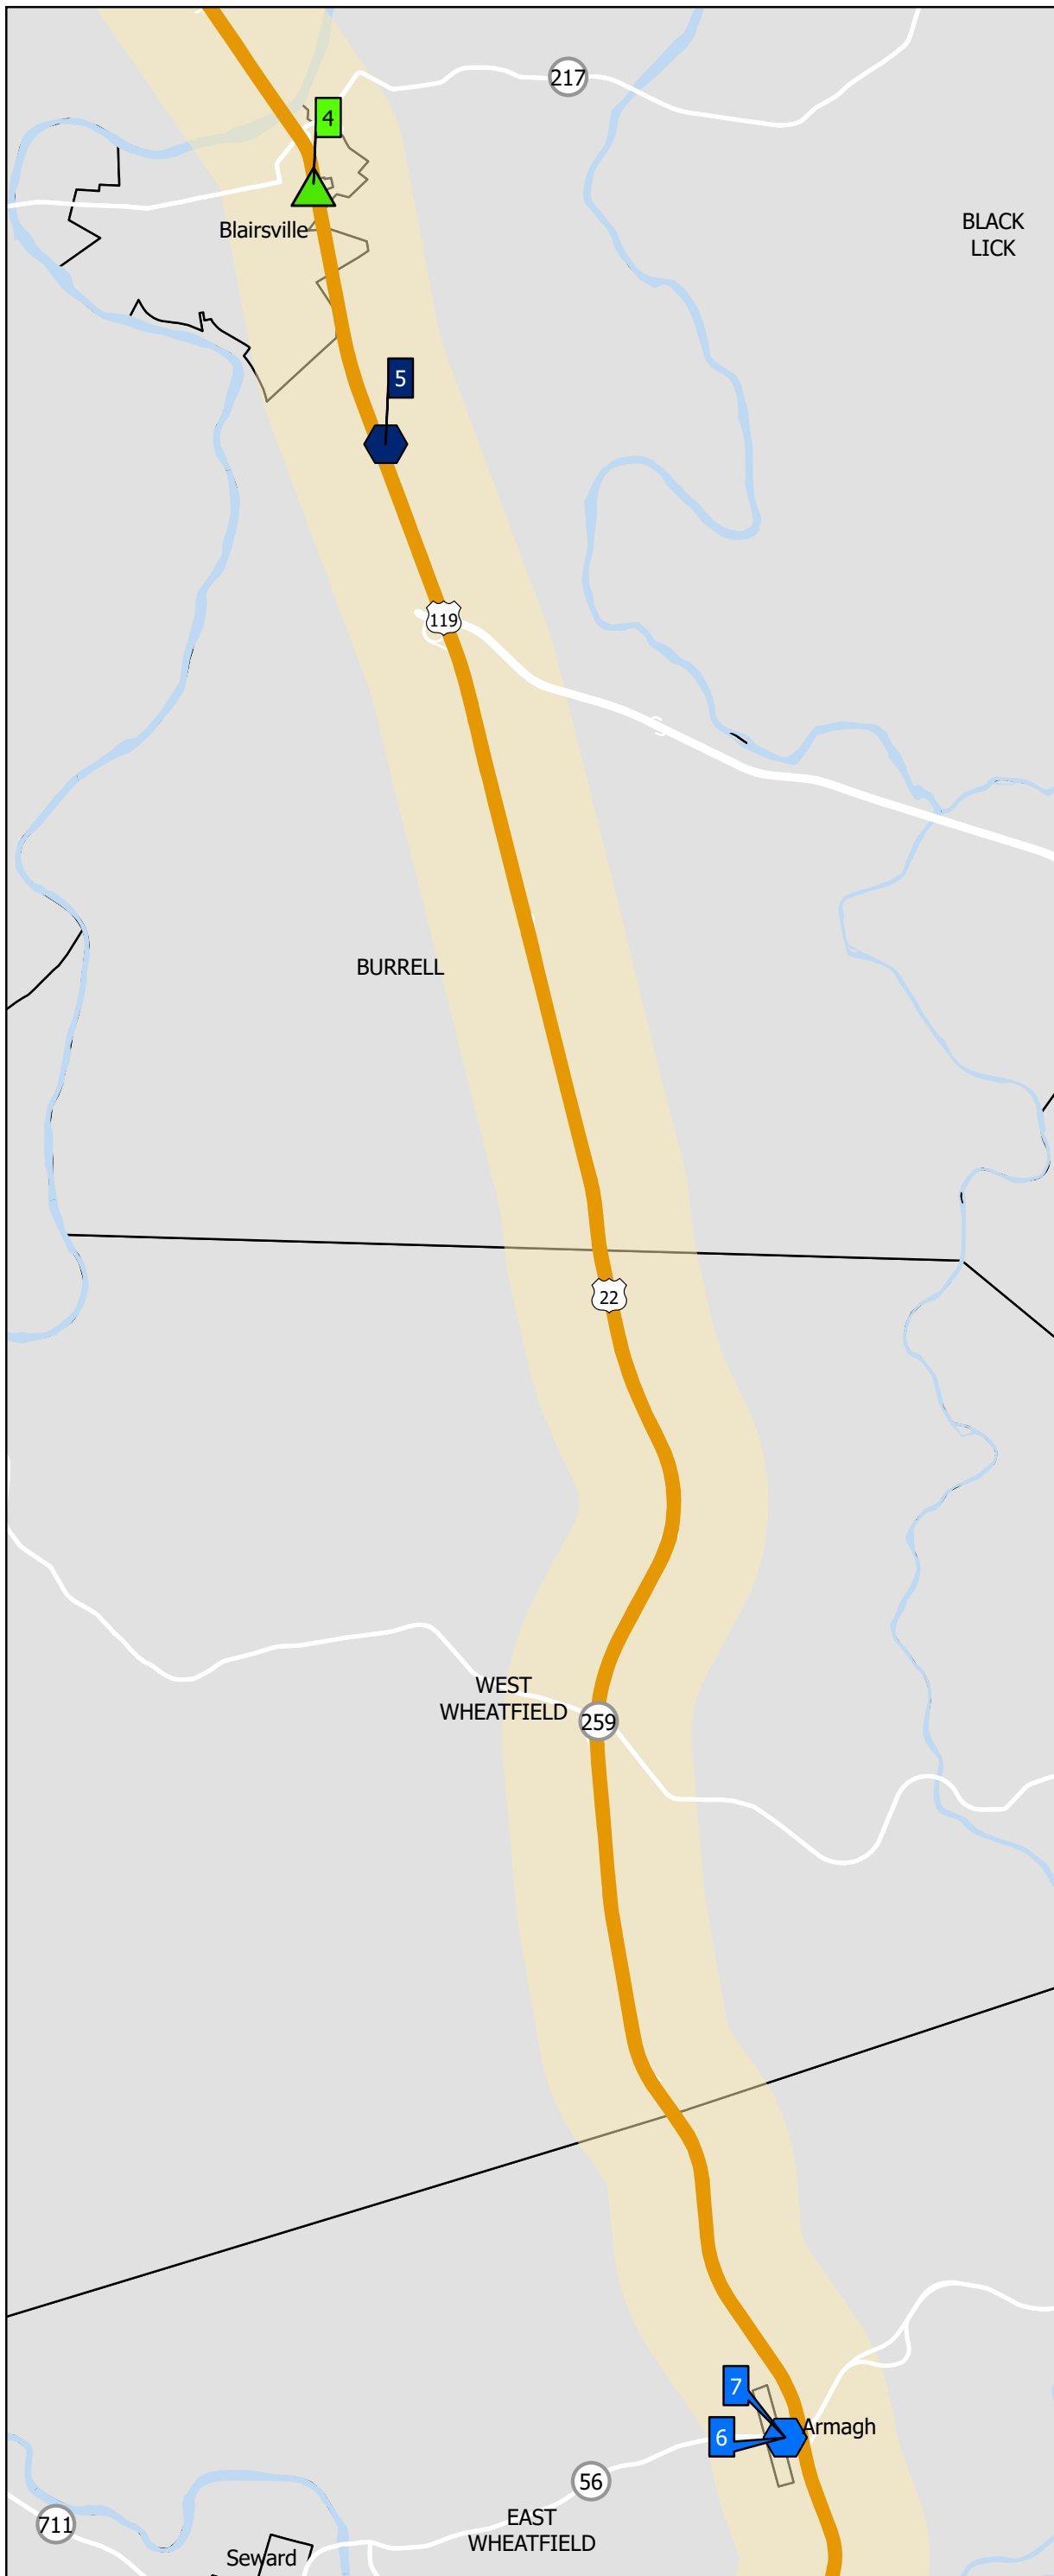 217
4
BLACK
LICK
Blairsville
5
119
S
BURRELL
22
WEST
WHEATFIELD
259
7
Armagh
6
56
711
EAST
WHEATFIELD
Seward